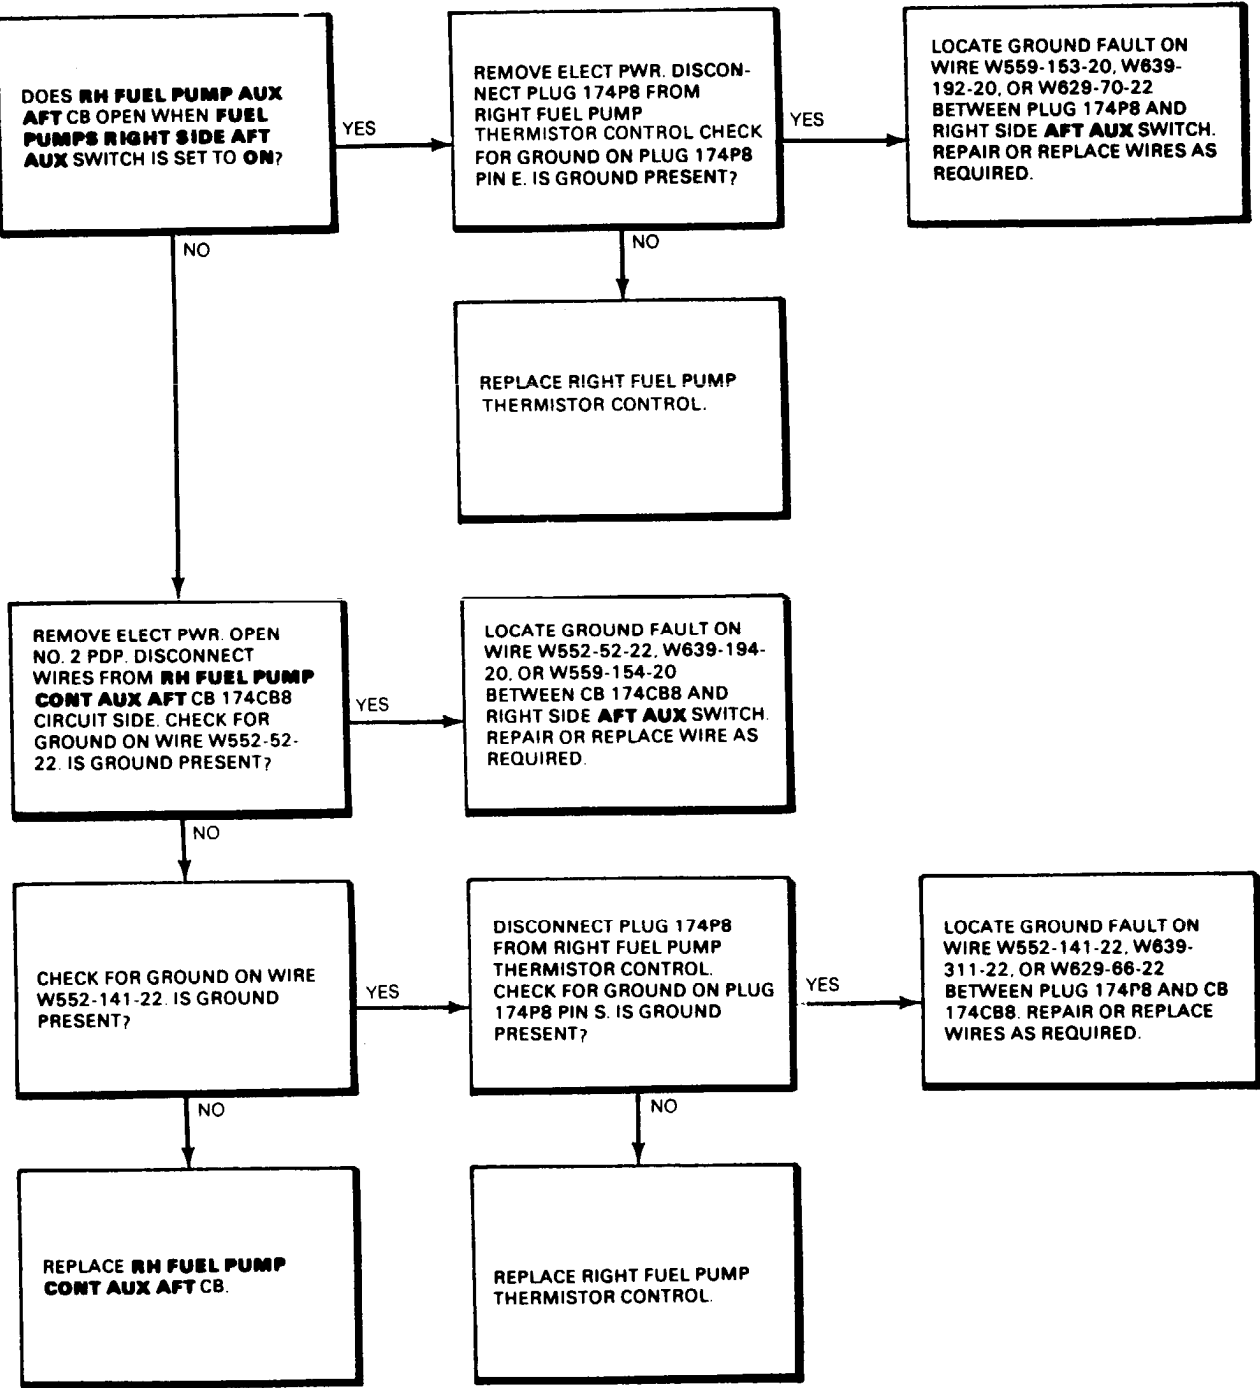 DOES RH FUEL PUMP AUX
AFT CB OPEN WHEN FUEL
PUMPS RIGHT SIDE AFT
AUX SWITCH IS SET TO ON?
YES
REMOVE ELECT PWR. DISCON-
NECT PLUG 174P8 FROM
RIGHT FUEL PUMP
THERMISTOR CONTROL CHECK
FOR GROUND ON PLUG 174P8
PIN E. IS GROUND PRESENT?
YES
LOCATE GROUND FAULT ON
WIRE W559-153-20, W639-
192-20, OR W629-70-22
BETWEEN PLUG 174P8 AND
RIGHT SIDE AFT AUX SWITCH.
REPAIR OR REPLACE WIRES AS
REQUIRED.
NO
NO
REPLACE RIGHT FUEL PUMP
THERMISTOR CONTROL.
REMOVE ELECT PWR. OPEN
NO. 2 PDP. DISCONNECT
WIRES FROM RH FUEL PUMP
CONT AUX AFT CB 174CB8
CIRCUIT SIDE. CHECK FOR
GROUND ON WIRE W552-52-
22. IS GROUND PRESENT?
YES
LOCATE GROUND FAULT ON
WIRE W552-52-22, W639-194-
20, OR W559-154-20
BETWEEN CB 174CB8 AND
RIGHT SIDE AFT AUX SWITCH.
REPAIR OR REPLACE WIRE AS
REQUIRED.
NO
CHECK FOR GROUND ON WIRE
W552-141-22. IS GROUND
PRESENT?
YES
DISCONNECT PLUG 174P8
FROM RIGHT FUEL PUMP
THERMISTOR CONTROL.
CHECK FOR GROUND ON PLUG
174P8 PIN S. IS GROUND
PRESENT?
YES
LOCATE GROUND FAULT ON
WIRE W552-141-22, W639-
311-22, OR W629-66-22
BETWEEN PLUG 174P8 AND CB
174CB8. REPAIR OR REPLACE
WIRES AS REQUIRED.
NO
NO
REPLACE RH FUEL PUMP
CONT AUX AFT CB.
REPLACE RIGHT FUEL PUMP
THERMISTOR CONTROL.